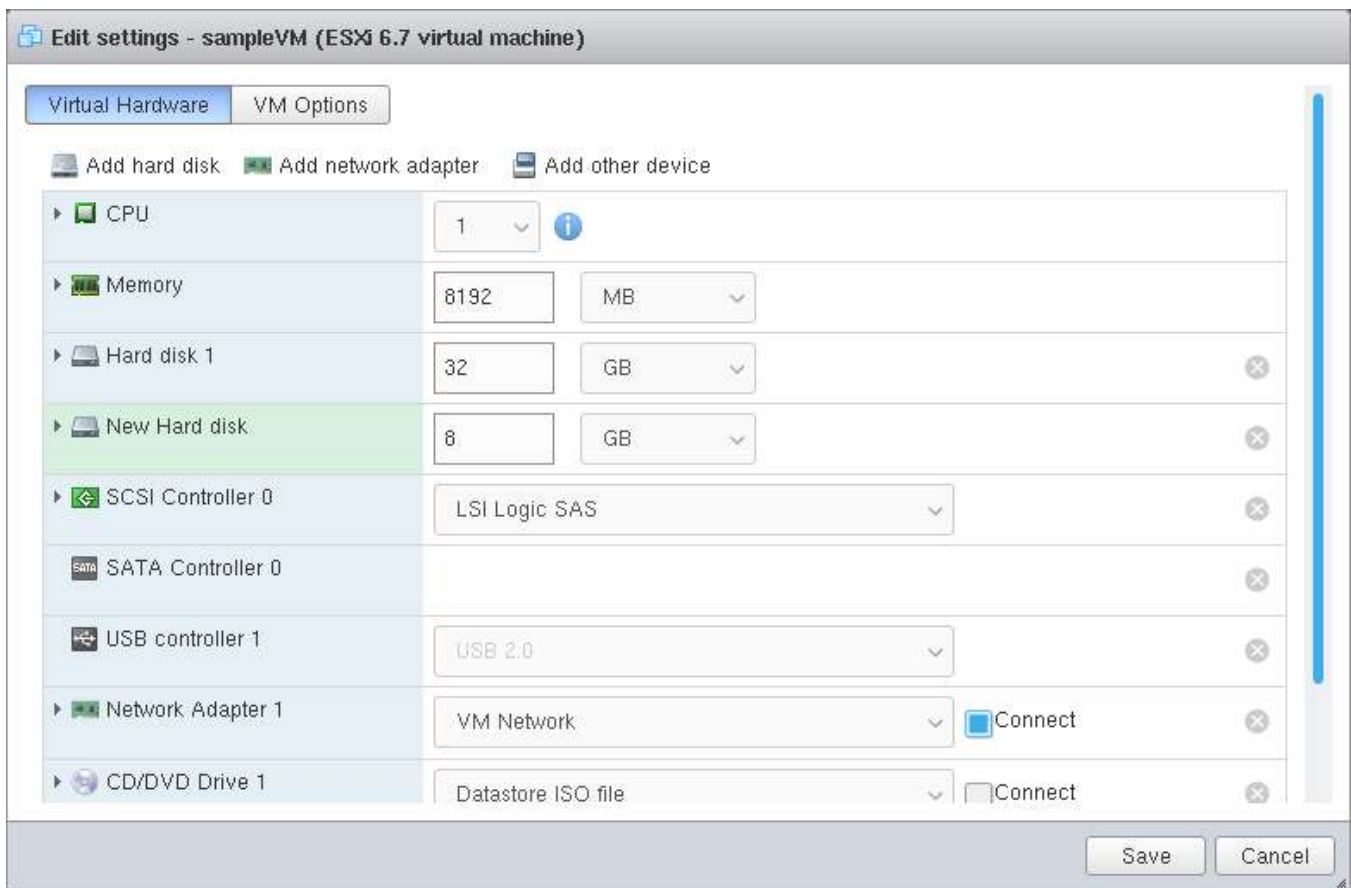 Edit settings - sampleVM (ESXi 6.7 virtual machine)
Virtual Hardware VM Options
Add hard disk Add network adapter Add other device
CPU 1
Memory 8192 MB
Hard disk 1 32 GB
New Hard disk 8 GB
SCSI Controller 0 LSI Logic SAS
SATA SATA Controller 0
USB controller 1 USB 2.0
Network Adapter 1 VM Network Connect
CD/DVD Drive 1 Datastore ISO file Connect
Save Cancel